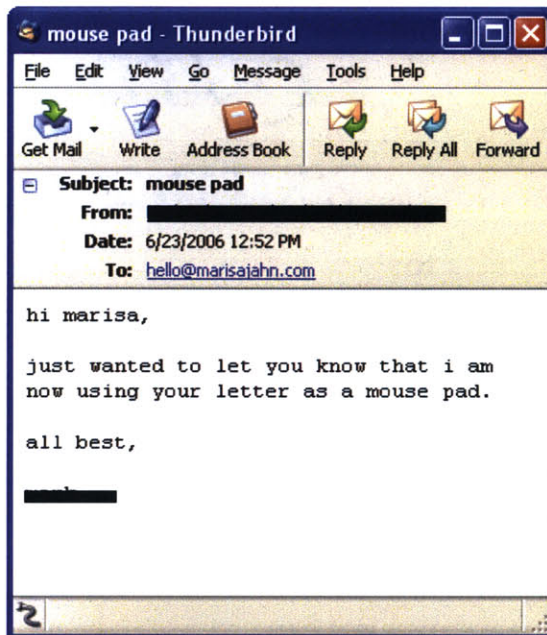 mouse pad - Thunderbird
File Edit View Go Message Tools Help
Get Mail Write Address Book Reply Reply All Forward
Subject: mouse pad
From:
Date: 6/23/2006 12:52 PM
To: hello@marisajahn.com
hi marisa,
just wanted to let you know that i am
now using your letter as a mouse pad.
all best,